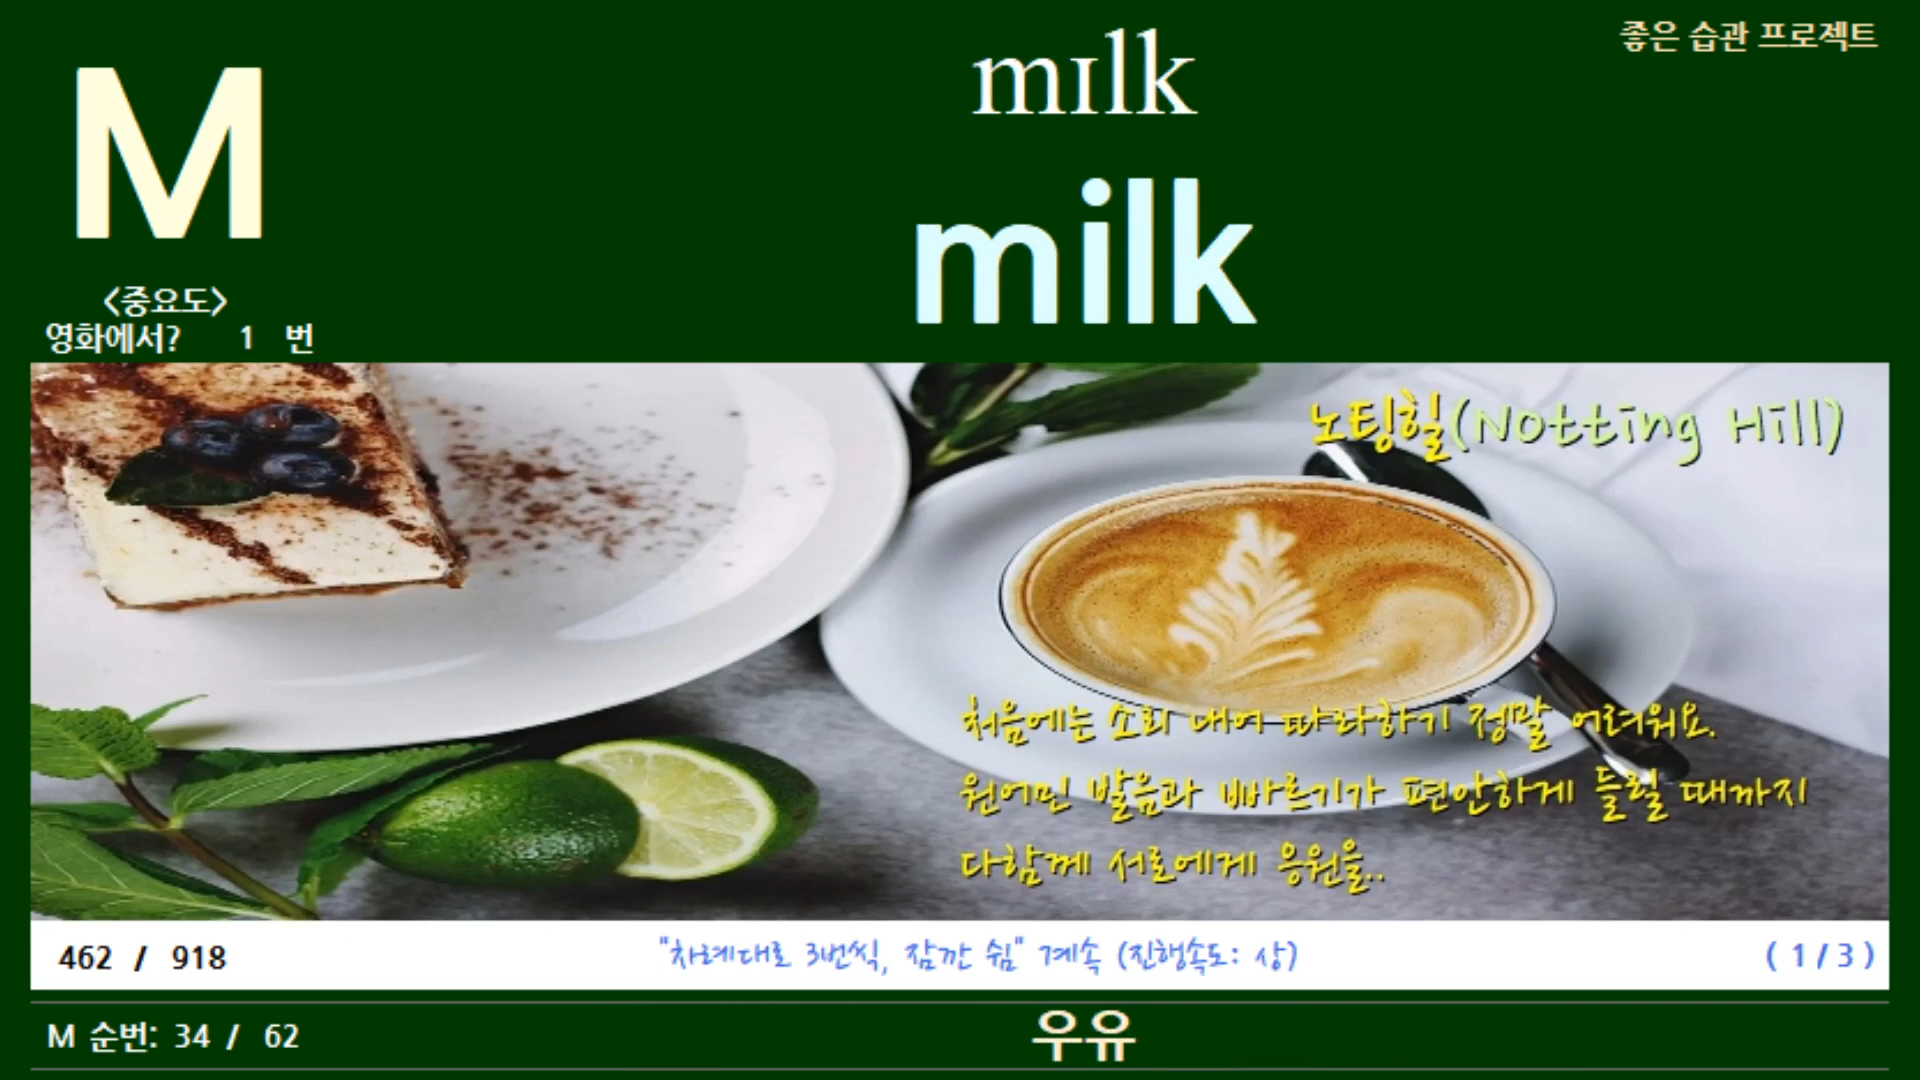 좋은 습관 프로젝트
M
mɪlk
milk
<중요도>
영화에서? 1 번
노팅힐(Notting Hill)
처음에는 소리 내어 따라하기 정말 어려워요.
원어민 발음과 빠르기가 편안하게 들릴 때까지
다함께 서로에게 응원을..
462 / 918
"차례대로 3번씩, 잠깐 쉼" 계속 (진행속도: 상)
( 1 / 3 )
M 순번: 34 / 62
우유